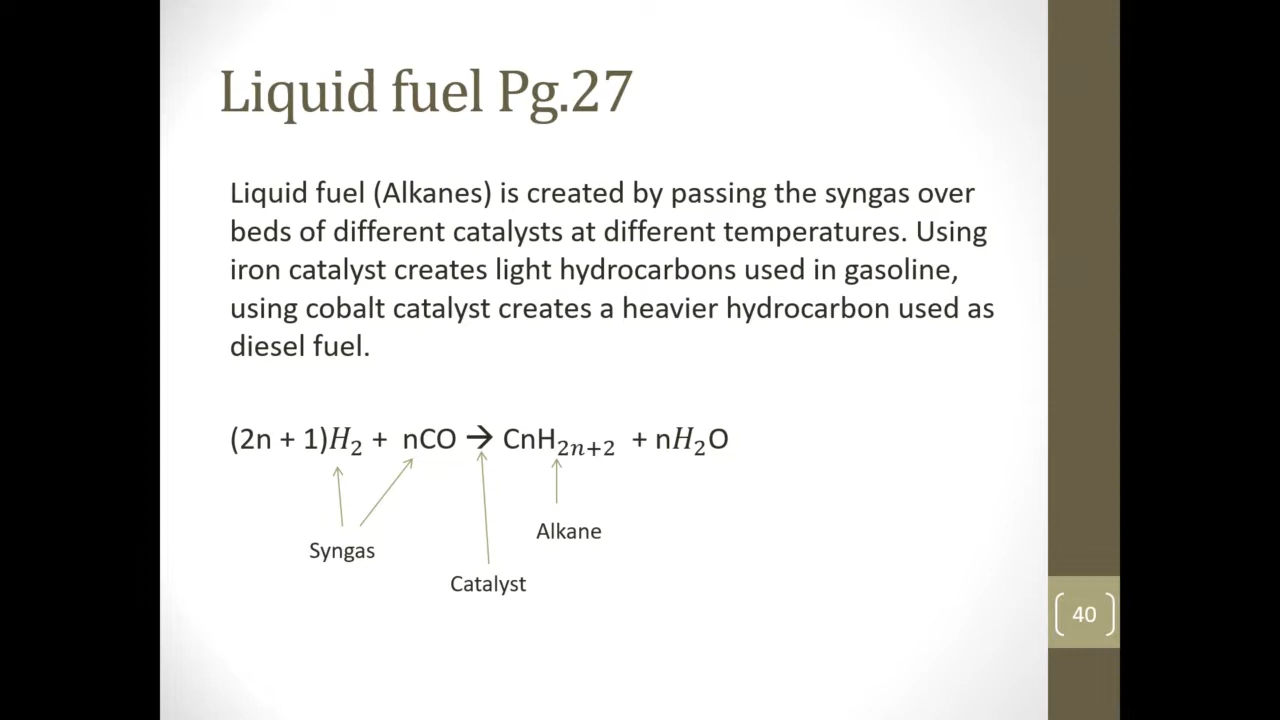 Liquid fuel Pg.27
Liquid fuel (Alkanes) is created by passing the syngas over
beds of different catalysts at different temperatures. Using
iron catalyst creates light hydrocarbons used in gasoline,
using cobalt catalyst creates a heavier hydrocarbon used as
diesel fuel.
(2n + 1)H₂ + nCO → CnH₂ₙ₊₂ + nH₂O
Alkane
Syngas
Catalyst
40